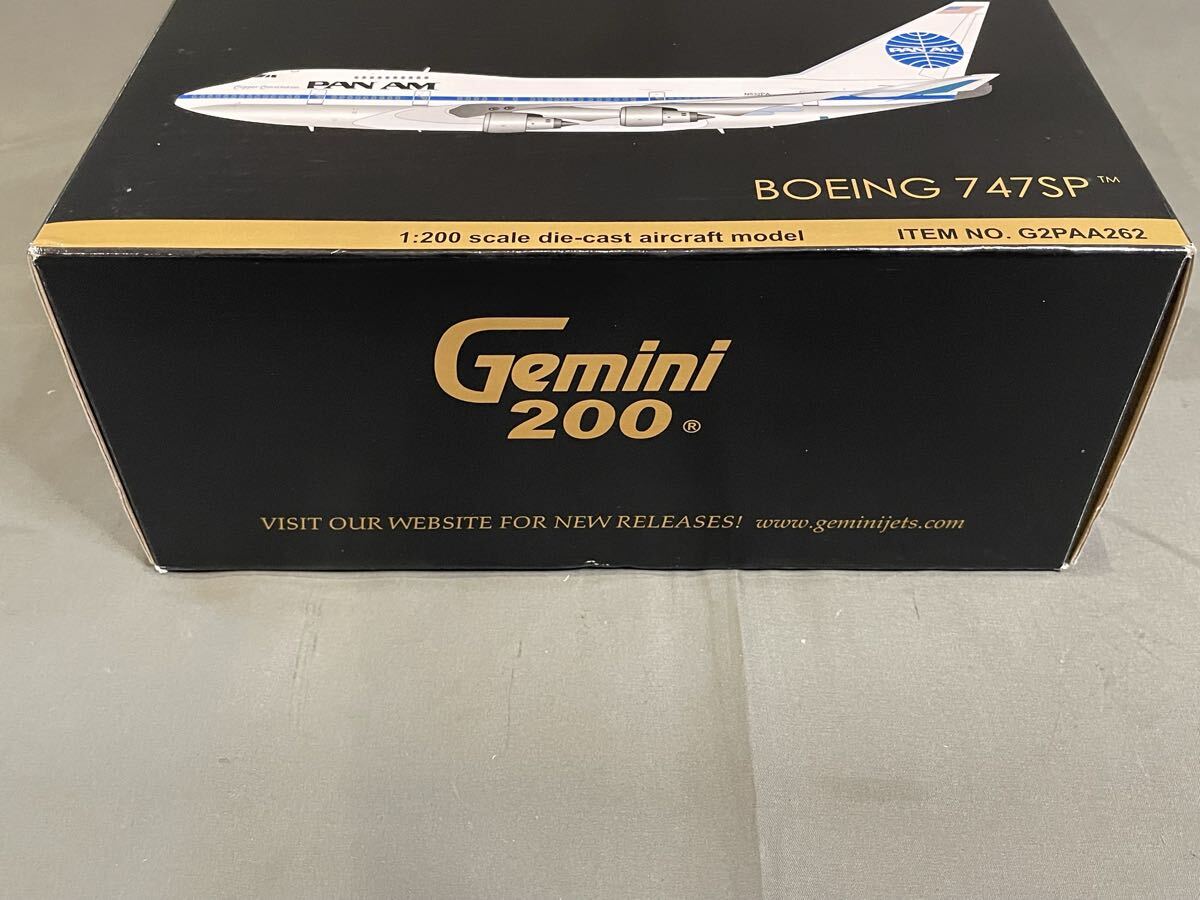 PAN AM
PAN AM
BOEING 747SP™
1:200 scale die-cast aircraft model ITEM NO. G2PAA262
Gemini
200®
VISIT OUR WEBSITE FOR NEW RELEASES! www.geminijets.com